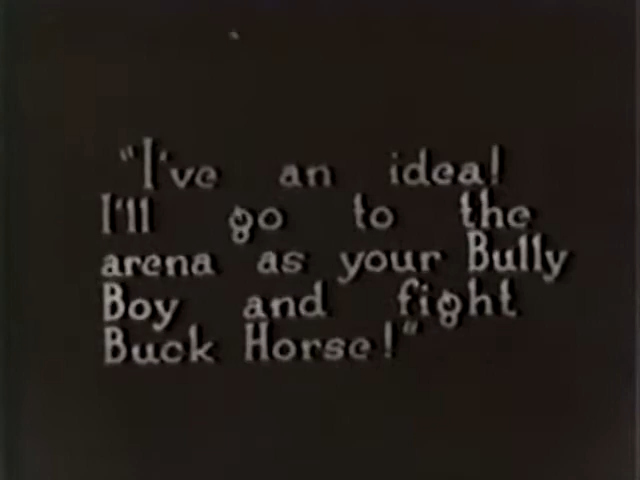 "I've an idea!
I'll go to the
arena as your Bully
Boy and fight
Buck Horse!"